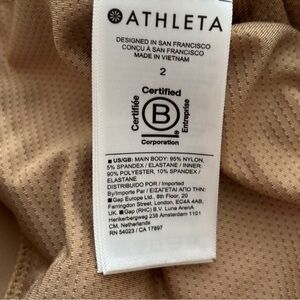 ATHLETA
DESIGNED IN SAN FRANCISCO
CONÇU À SAN FRANCISCO
MADE IN VIETNAM
2
Certified
Certifiée
B
Entreprise
Corporation
■ US/GB: MAIN BODY: 95% NYLON,
5% SPANDEX / ELASTANE / INNER:
90% POLYESTER, 10% SPANDEX /
ELASTANE
DISTRIBUIDO POR / Imported
By/Importe Par / ΕΙΣΑΓΕΤΑΙ ΑΠΟ ΤΗΝ:
■ Gap Europe Ltd., 8th Floor, 20
Farringdon Street, London, EC4A 4AB,
UK. ■ Gap (RHC) B.V. Luna ArenA
Herikerbergweg 238 Amsterdam 1101
CM, Netherlands
RN 54023 / CA 17897